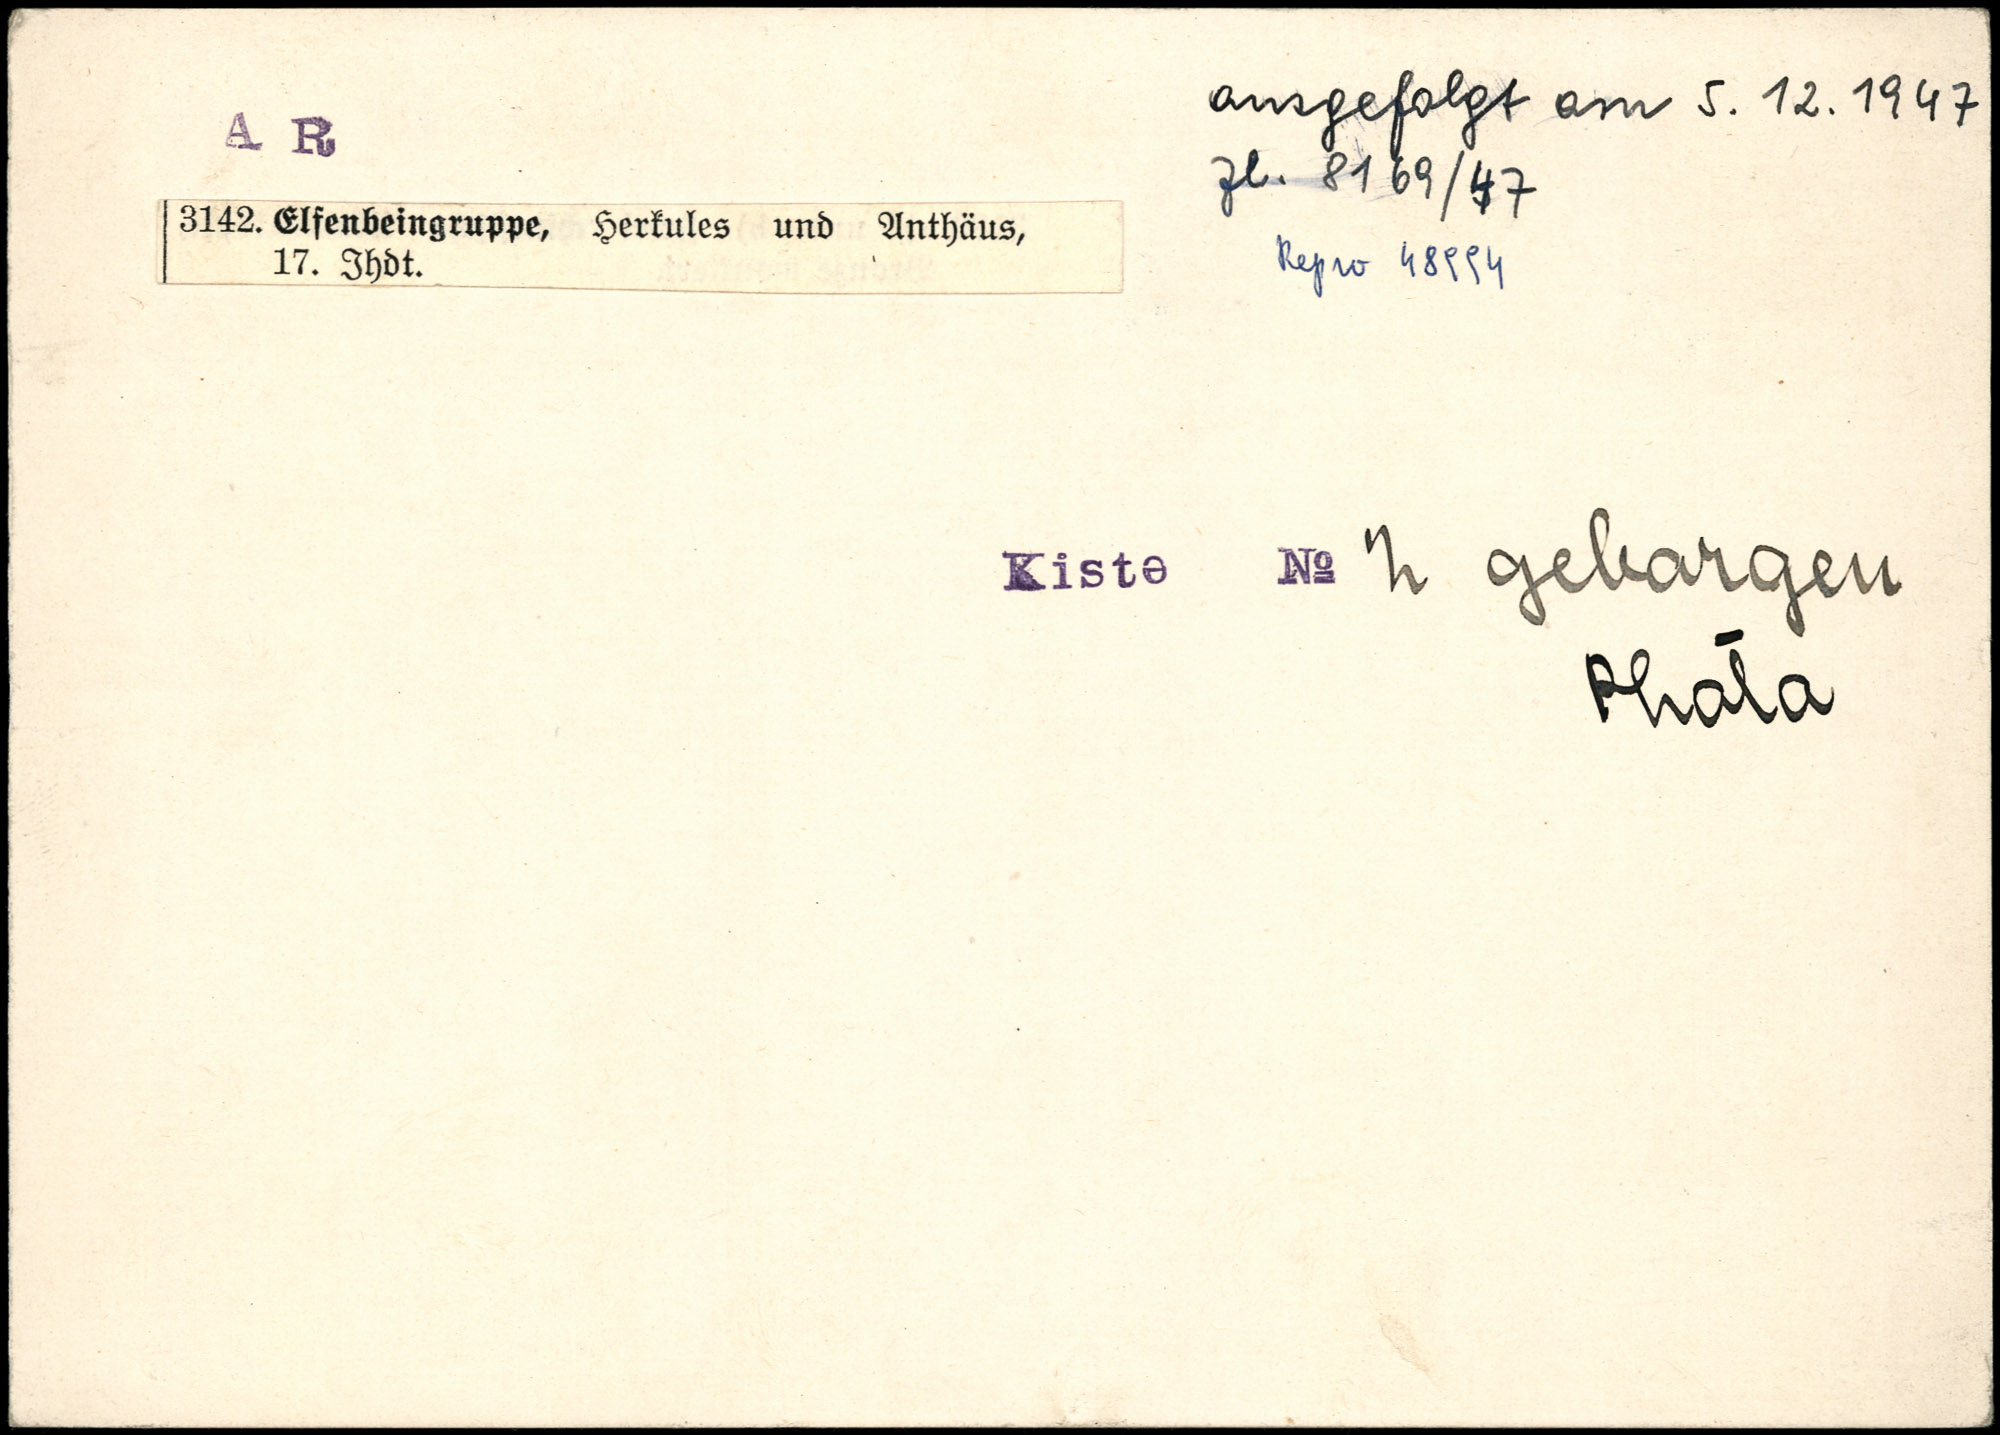 A R
ausgefolgt am 5. 12. 1947
Zl. 8169/47
3142. Elfenbeingruppe, Herkules und Anthäus,
17. Jhdt.
Repro 48994
Kiste № geborgen